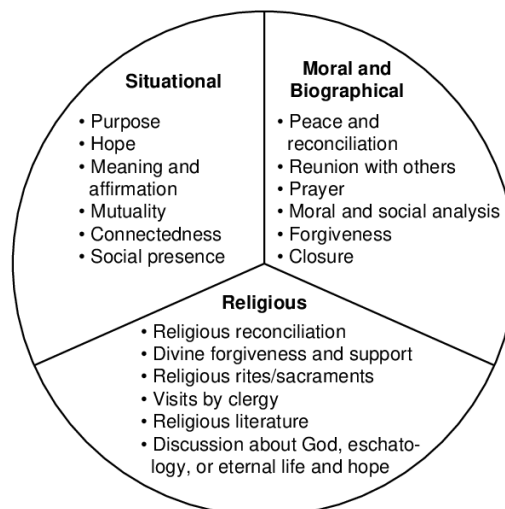 Situational
• Purpose
• Hope
• Meaning and
affirmation
• Mutuality
• Connectedness
• Social presence
Moral and
Biographical
• Peace and
reconciliation
• Reunion with others
• Prayer
• Moral and social analysis
• Forgiveness
• Closure
Religious
• Religious reconciliation
• Divine forgiveness and support
• Religious rites/sacraments
• Visits by clergy
• Religious literature
• Discussion about God, eschato-
logy, or eternal life and hope